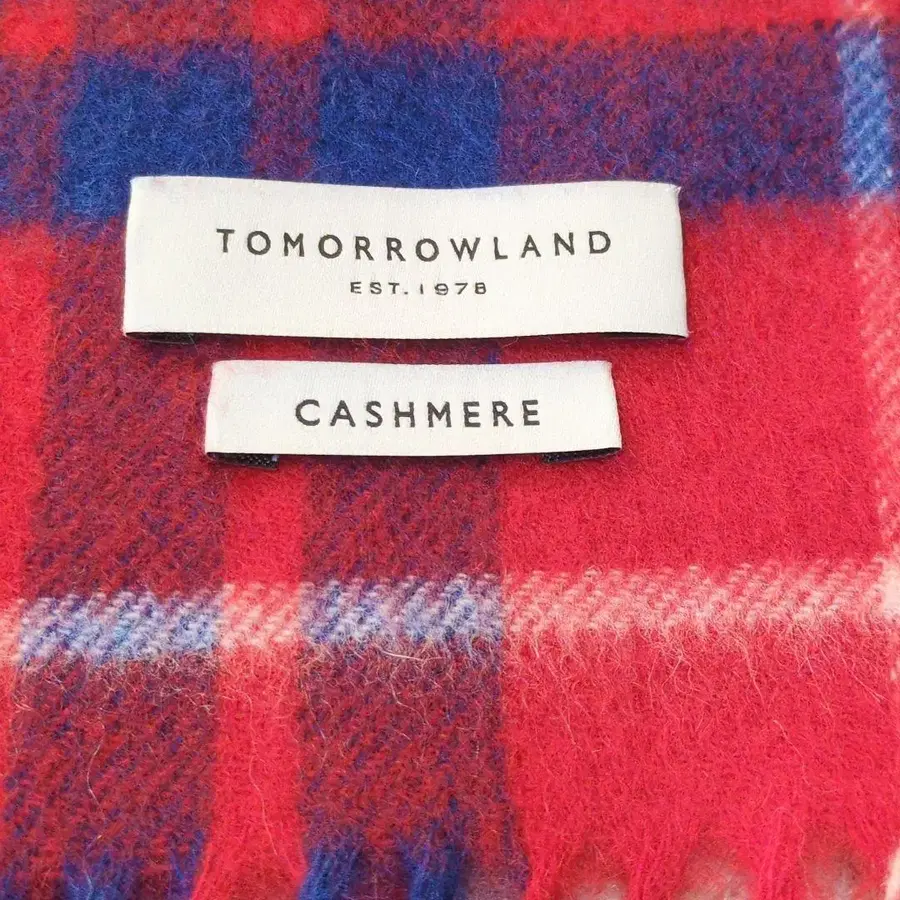 TOMORROWLAND
EST. 1978
CASHMERE